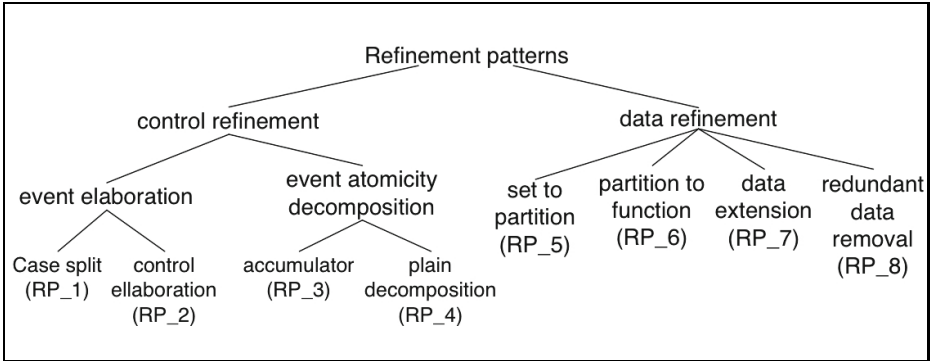 Refinement patterns
control refinement
data refinement
event elaboration
event atomicity
decomposition
set to
partition
(RP_5)
partition to
function
(RP_6)
data
extension
(RP_7)
redundant
data
removal
(RP_8)
Case split
(RP_1)
control
ellaboration
(RP_2)
accumulator
(RP_3)
plain
decomposition
(RP_4)